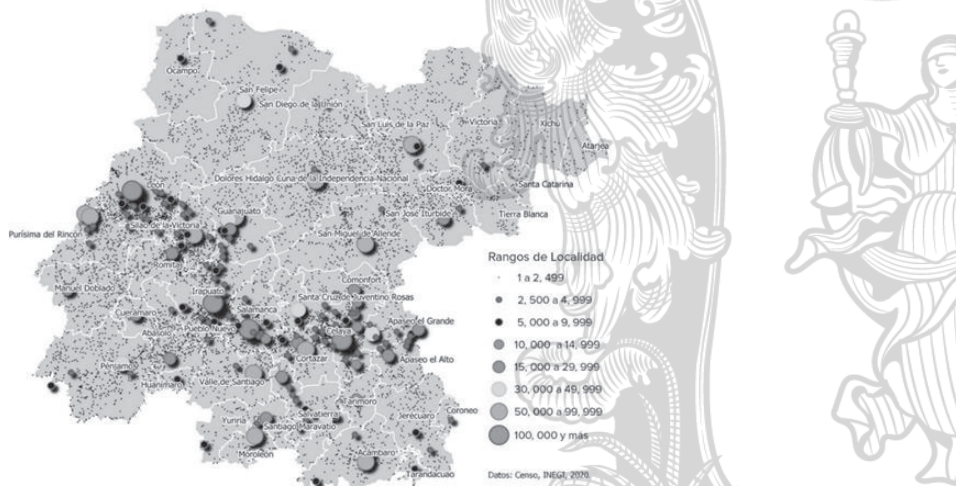 Ocampo
San Felipe
San Diego de la Unión
San Luis de la Paz
Victoria
Xichú
Atarjea
Dolores Hidalgo Cuna de la Independencia Nacional
Doctor Mora
Santa Catarina
León
Guanajuato
San José Iturbide
Tierra Blanca
Purísima del Rincón
Silao de la Victoria
San Miguel de Allende
Romita
Manuel Doblado
Comonfort
Irapuato
Santa Cruz de Juventino Rosas
Cuerámaro
Salamanca
Abasolo
Pueblo Nuevo
Celaya
Apaseo el Grande
Cortazar
Apaseo el Alto
Pénjamo
Huanímaro
Valle de Santiago
Tarimoro
Yuriria
Salvatierra
Jerécuaro
Coroneo
Santiago Maravatío
Moroleón
Acámbaro
Tarandacuao
Rangos de Localidad
1 a 2, 499
2, 500 a 4, 999
5, 000 a 9, 999
10, 000 a 14, 999
15, 000 a 29, 999
30, 000 a 49, 999
50, 000 a 99, 999
100, 000 y más
Datos: Censo, INEGI, 2020.